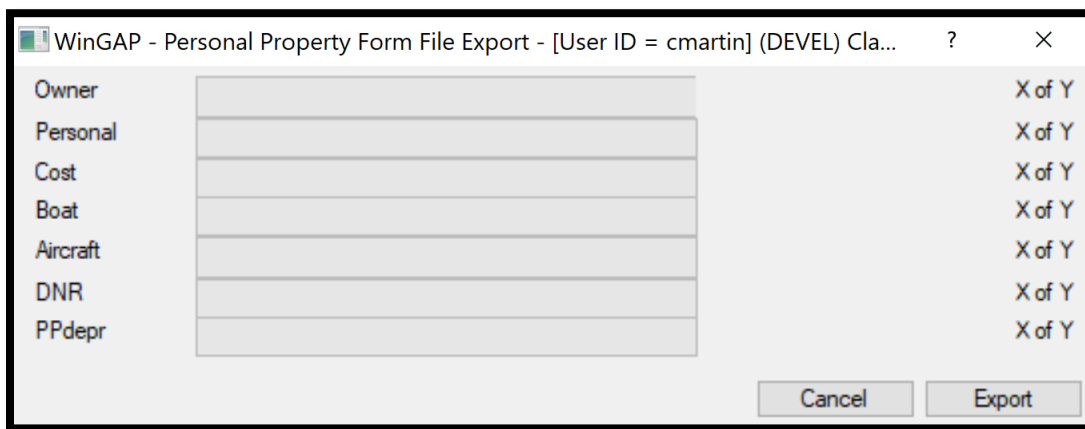 WinGAP - Personal Property Form File Export - [User ID = cmartin] (DEVEL) Cla... ? ×
Owner X of Y
Personal X of Y
Cost X of Y
Boat X of Y
Aircraft X of Y
DNR X of Y
PPdepr X of Y
Cancel Export